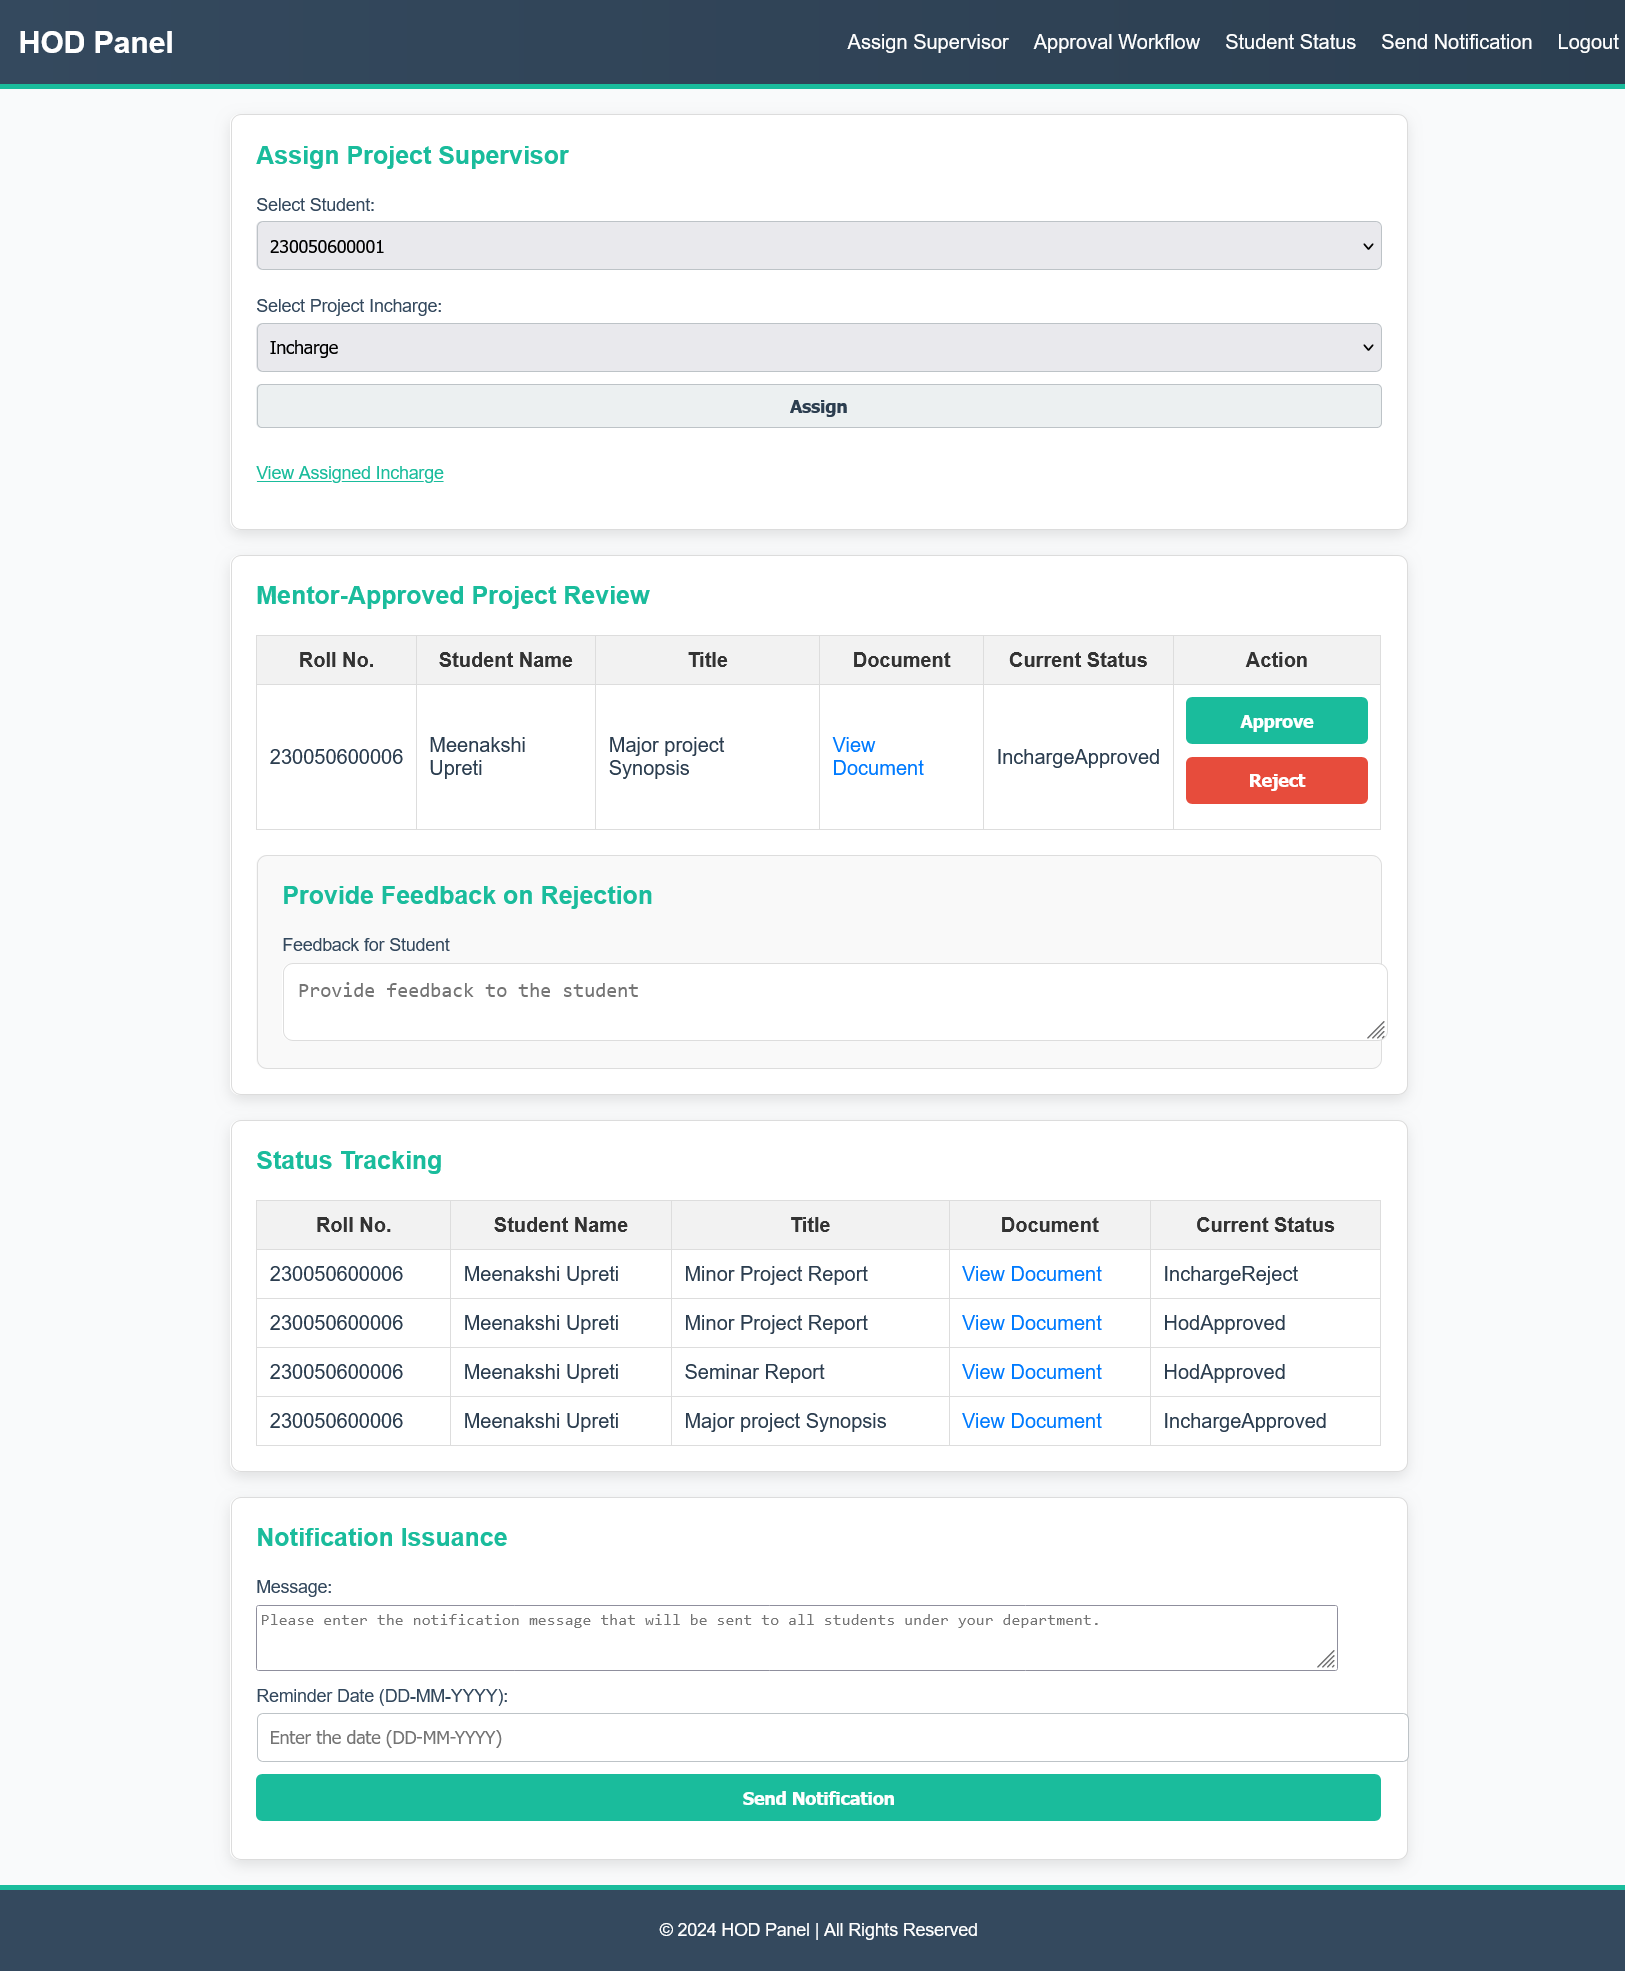 HOD Panel
Assign Supervisor Approval Workflow Student Status Send Notification Logout
Assign Project Supervisor
Select Student:
230050600001
Select Project Incharge:
Incharge
Assign
View Assigned Incharge
Mentor-Approved Project Review
Roll No. Student Name Title Document Current Status Action
230050600006 Meenakshi Upreti Major project Synopsis View Document InchargeApproved Approve
Reject
Provide Feedback on Rejection
Feedback for Student
Provide feedback to the student
Status Tracking
Roll No. Student Name Title Document Current Status
230050600006 Meenakshi Upreti Minor Project Report View Document InchargeReject
230050600006 Meenakshi Upreti Minor Project Report View Document HodApproved
230050600006 Meenakshi Upreti Seminar Report View Document HodApproved
230050600006 Meenakshi Upreti Major project Synopsis View Document InchargeApproved
Notification Issuance
Message:
Please enter the notification message that will be sent to all students under your department.
Reminder Date (DD-MM-YYYY):
Enter the date (DD-MM-YYYY)
Send Notification
© 2024 HOD Panel | All Rights Reserved